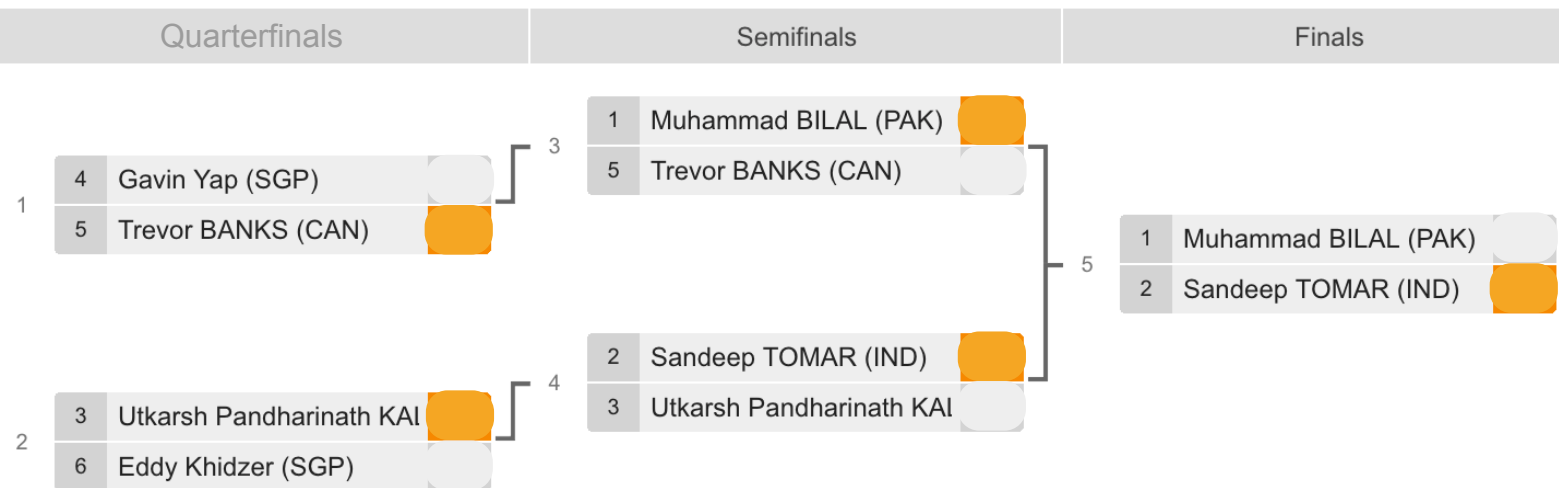 Quarterfinals
Semifinals
Finals
1
4 Gavin Yap (SGP)
5 Trevor BANKS (CAN)
2
3 Utkarsh Pandharinath KAL
6 Eddy Khidzer (SGP)
3
1 Muhammad BILAL (PAK)
5 Trevor BANKS (CAN)
4
2 Sandeep TOMAR (IND)
3 Utkarsh Pandharinath KAL
5
1 Muhammad BILAL (PAK)
2 Sandeep TOMAR (IND)